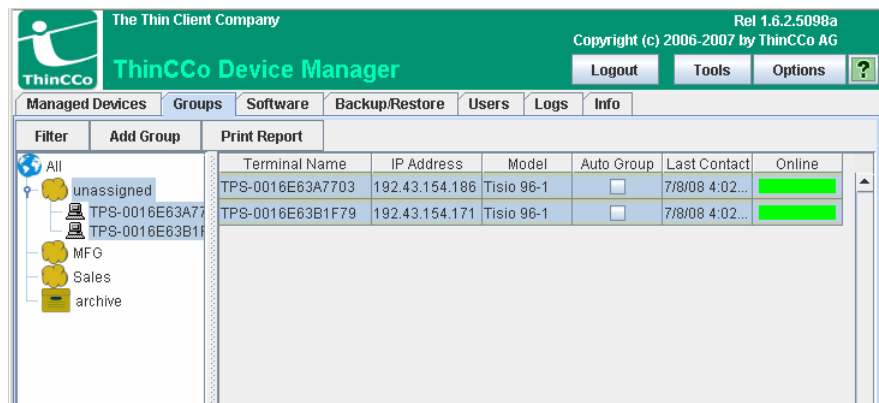 The Thin Client Company
Rel 1.6.2.5098a
Copyright (c) 2006-2007 by ThinCCo AG
ThinCCo
ThinCCo Device Manager
Logout Tools Options ?
Managed Devices Groups Software Backup/Restore Users Logs Info
Filter Add Group Print Report
All
unassigned
TPS-0016E63A77
TPS-0016E63B1F
MFG
Sales
archive
Terminal Name IP Address Model Auto Group Last Contact Online
TPS-0016E63A7703 192.43.154.186 Tisio 96-1 7/8/08 4:02...
TPS-0016E63B1F79 192.43.154.171 Tisio 96-1 7/8/08 4:02...